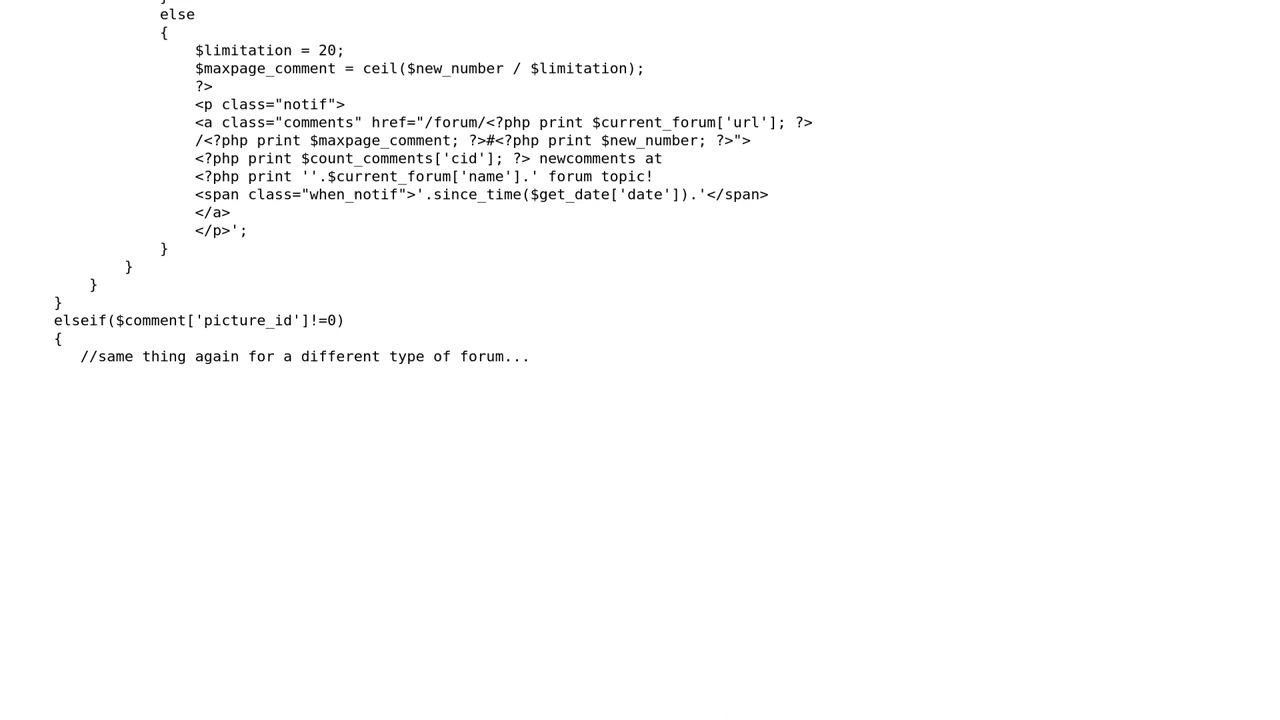 else
{
$limitation = 20;
$maxpage_comment = ceil($new_number / $limitation);
?>
<p class="notif">
<a class="comments" href="/forum/<?php print $current_forum['url']; ?>
/<?php print $maxpage_comment; ?>#<?php print $new_number; ?>">
<?php print $count_comments['cid']; ?> newcomments at
<?php print ''.$current_forum['name'].' forum topic!
<span class="when_notif">'.since_time($get_date['date']).'</span>
</a>
</p>';
}
}
}
}
elseif($comment['picture_id']!=0)
{
//same thing again for a different type of forum...